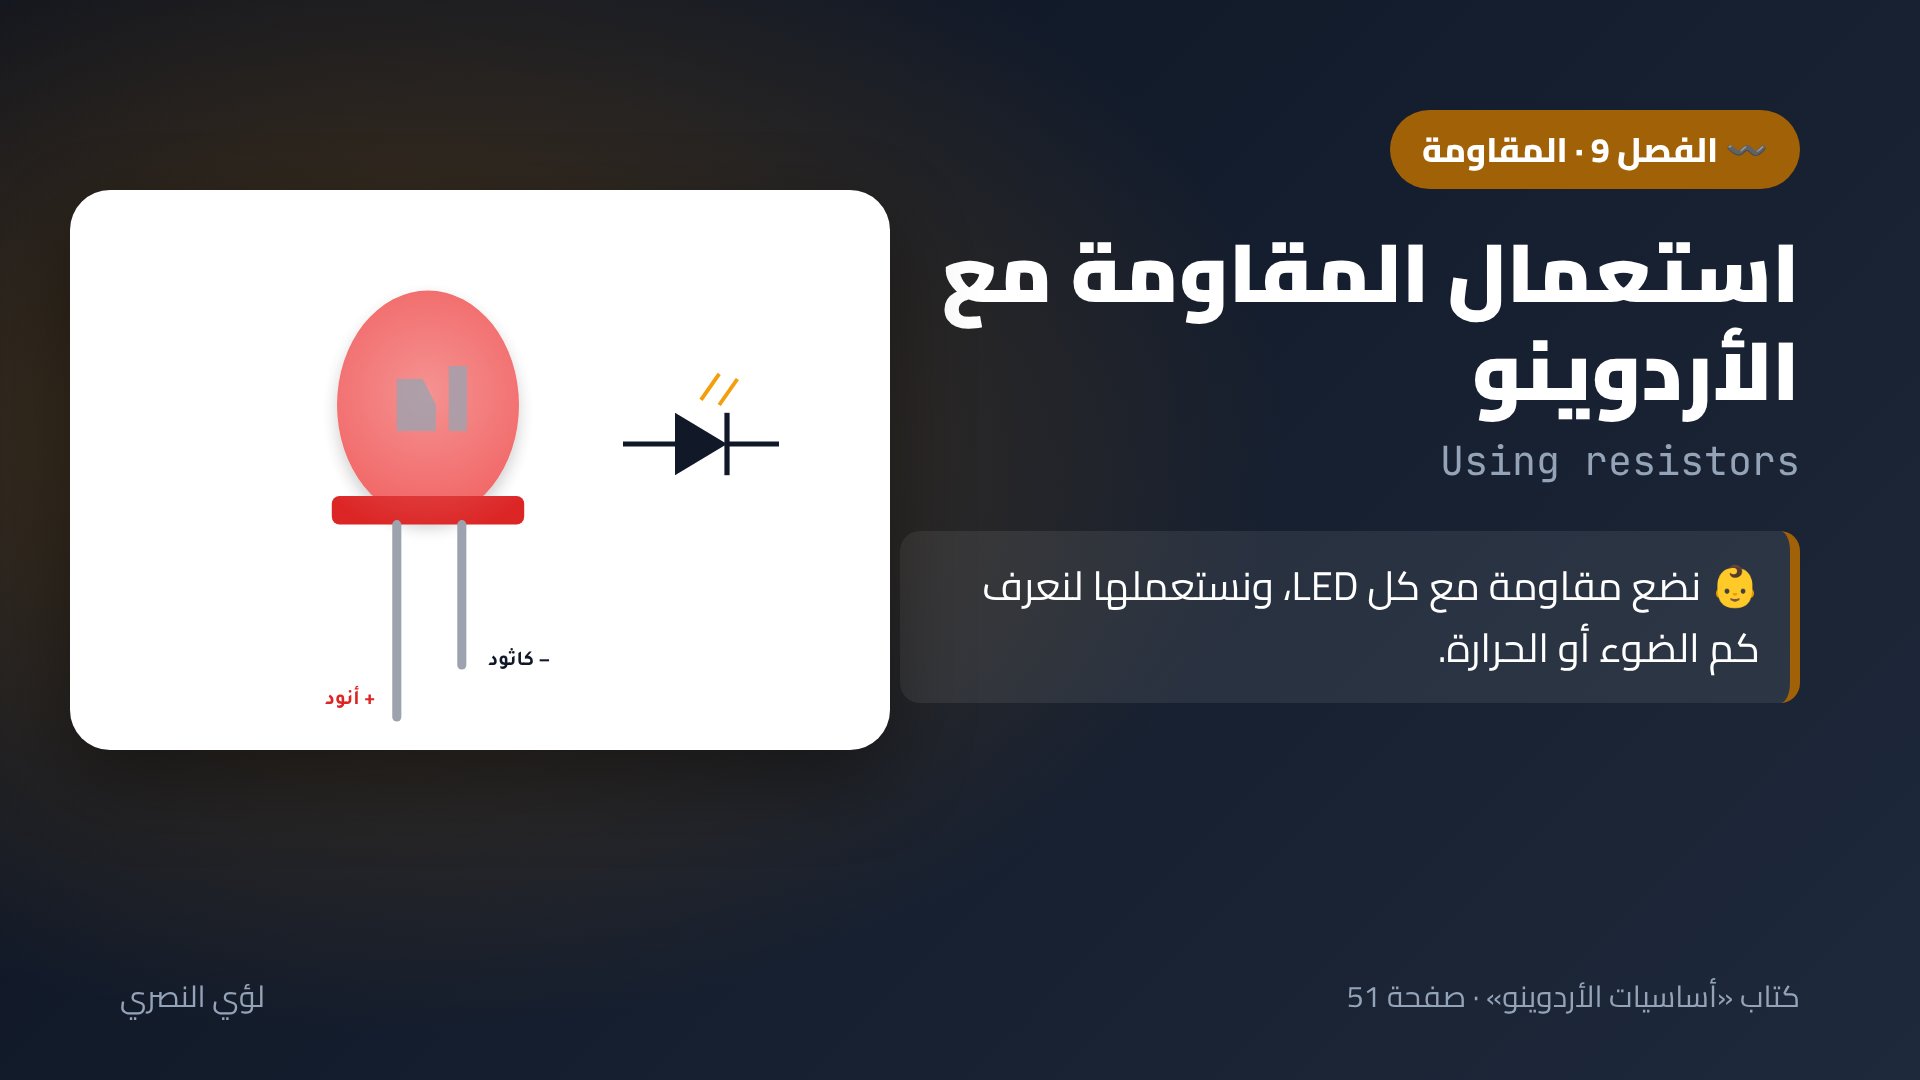 〰️ الفصل 9 · المقاومة
استعمال المقاومة مع
الأردوينو
Using resistors
👶 نضع مقاومة مع كل LED، ونستعملها لنعرف
كم الضوء أو الحرارة.
– كاثود
+ أنود
كتاب «أساسيات الأردوينو» · صفحة 51
لؤي النصري